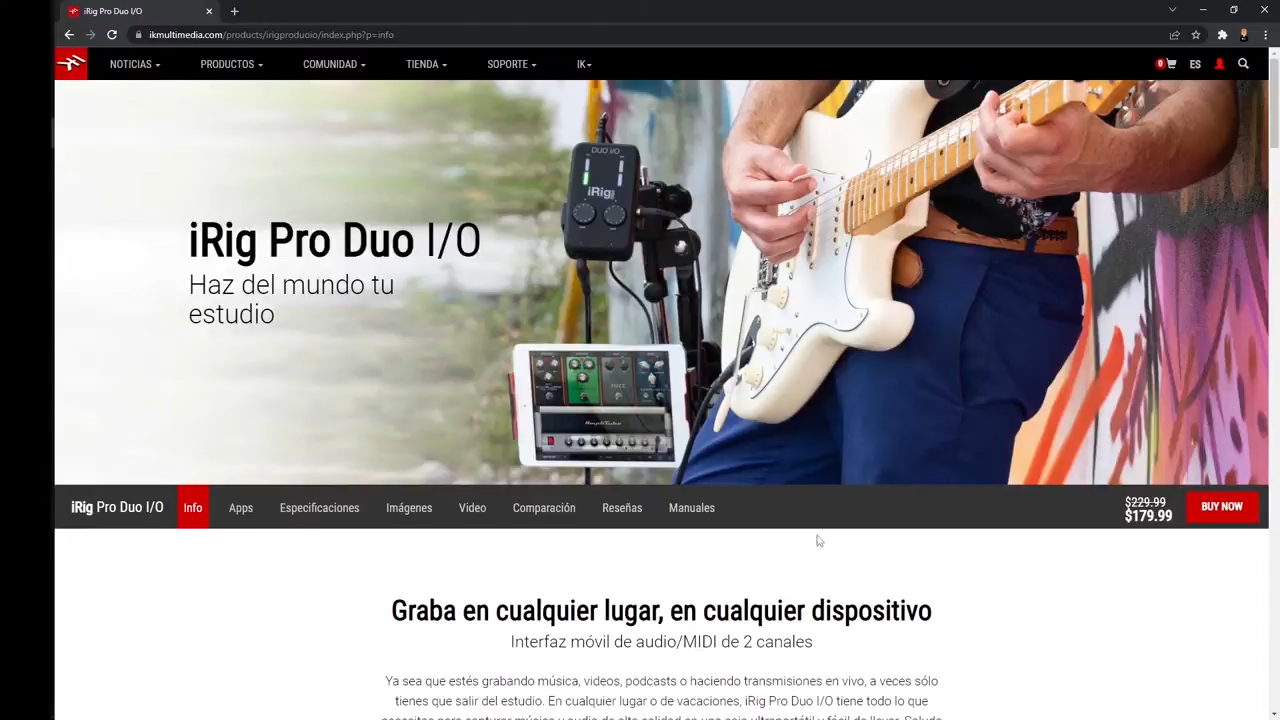 iRig Pro Duo I/O
ikmultimedia.com/products/irigproduoio/index.php?p=info
NOTICIAS PRODUCTOS COMUNIDAD TIENDA SOPORTE IK 0 ES
DUO I/O
iRig
iRig Pro Duo I/O
Haz del mundo tu
estudio
AmpliTube
iRig Pro Duo I/O Info Apps Especificaciones Imágenes Video Comparación Reseñas Manuales $229.99
$179.99 BUY NOW
Graba en cualquier lugar, en cualquier dispositivo
Interfaz móvil de audio/MIDI de 2 canales
Ya sea que estés grabando música, videos, podcasts o haciendo transmisiones en vivo, a veces sólo
tienes que salir del estudio. En cualquier lugar o de vacaciones, iRig Pro Duo I/O tiene todo lo que